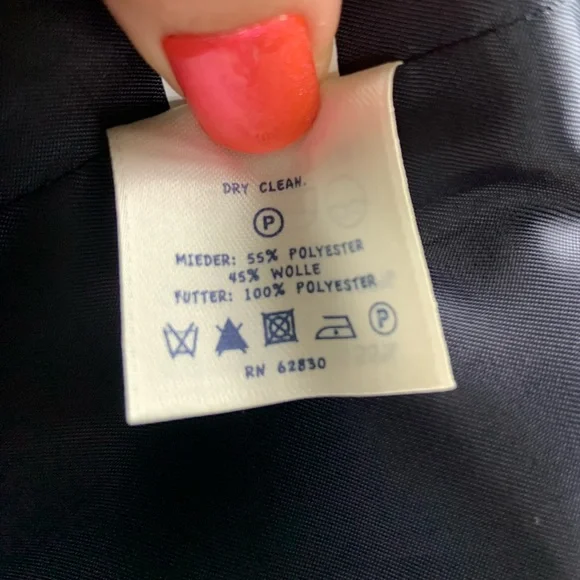 DRY CLEAN.
P
MIEDER: 55% POLYESTER
45% WOLLE
FUTTER: 100% POLYESTER
P
RN 62830